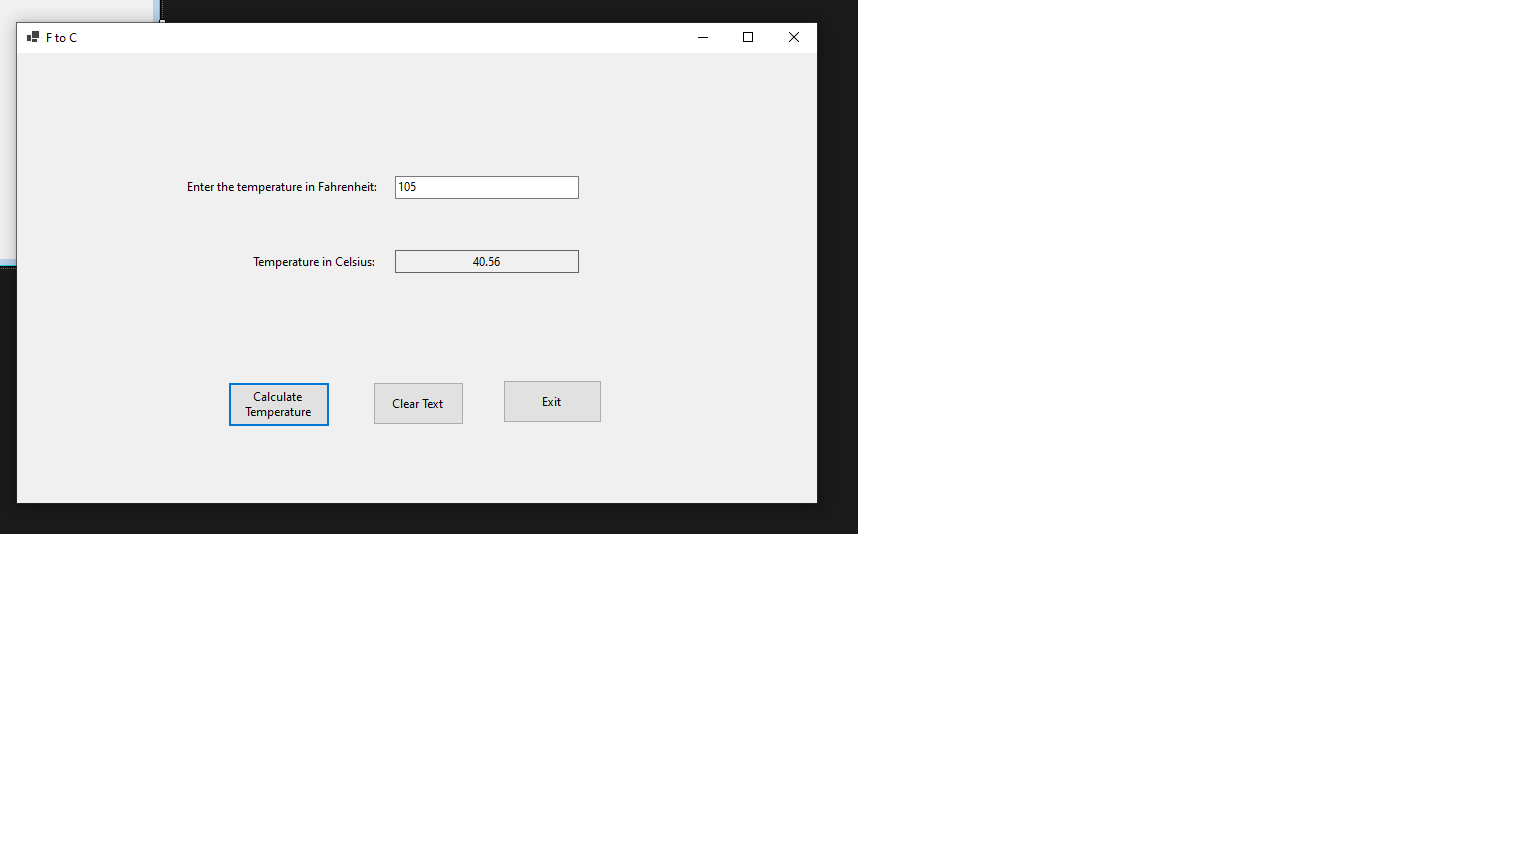 F to C
Enter the temperature in Fahrenheit: 105
Temperature in Celsius: 40.56
Calculate
Temperature
Clear Text
Exit